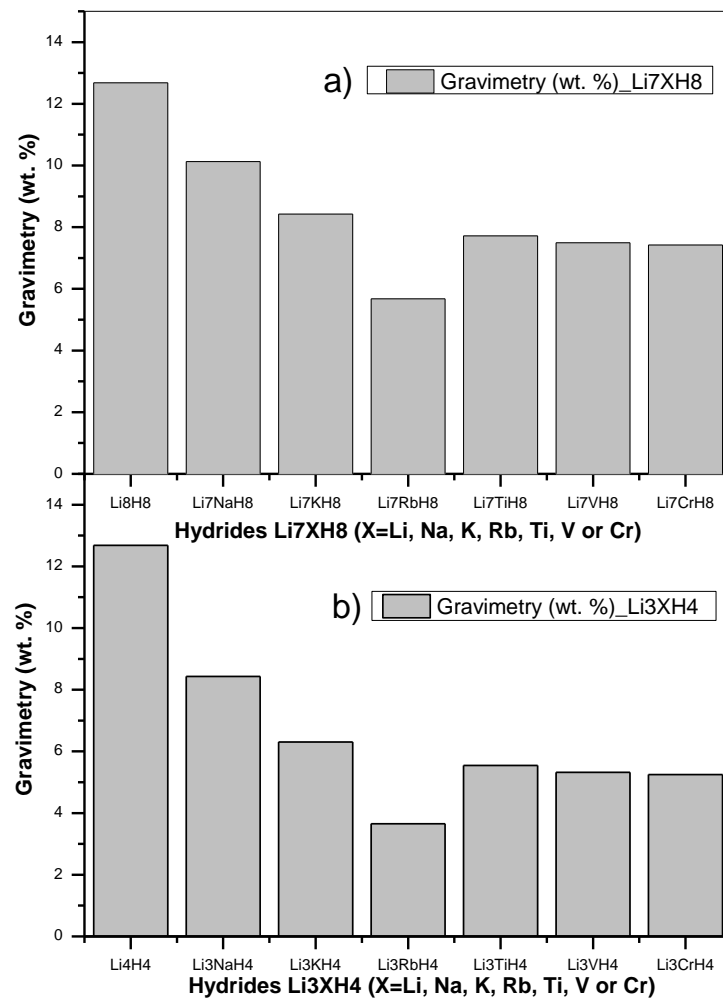 14
a)
Gravimetry (wt. %)_Li7XH8
12
10
8
6
4
2
0
Gravimetry (wt. %)
Li8H8 Li7NaH8 Li7KH8 Li7RbH8 Li7TiH8 Li7VH8 Li7CrH8
Hydrides Li7XH8 (X=Li, Na, K, Rb, Ti, V or Cr)
14
12
b)
Gravimetry (wt. %)_Li3XH4
10
8
6
4
2
0
Gravimetry (wt. %)
Li4H4 Li3NaH4 Li3KH4 Li3RbH4 Li3TiH4 Li3VH4 Li3CrH4
Hydrides Li3XH4 (X=Li, Na, K, Rb, Ti, V or Cr)